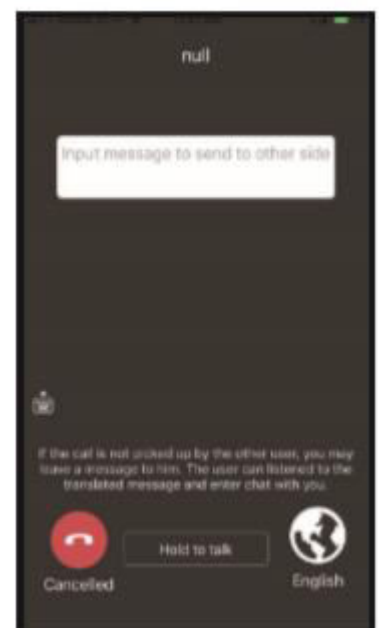 null
Input message to send to other side
If the call is not picked up by the other user, you may
leave a message to him. The user can listened to the
translated message and enter chat with you.
Hold to talk
Cancelled
English